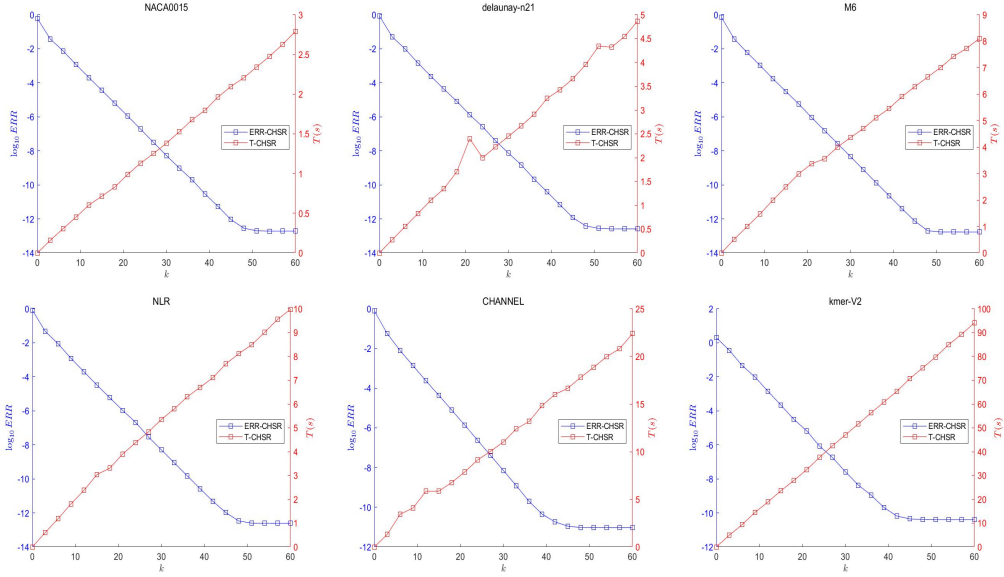 NACA0015
0
-2
-4
-6
-8
-10
-12
-14
log₁₀ ERR
3
2.5
2
1.5
1
0.5
0
T(s)
ERR-CHSR
T-CHSR
0 10 20 30 40 50 60
k
delaunay-n21
0
-2
-4
-6
-8
-10
-12
-14
log₁₀ ERR
5
4.5
4
3.5
3
2.5
2
1.5
1
0.5
0
T(s)
ERR-CHSR
T-CHSR
0 10 20 30 40 50 60
k
M6
0
-2
-4
-6
-8
-10
-12
-14
log₁₀ ERR
9
8
7
6
5
4
3
2
1
0
T(s)
ERR-CHSR
T-CHSR
0 10 20 30 40 50 60
k
NLR
0
-2
-4
-6
-8
-10
-12
-14
log₁₀ ERR
10
9
8
7
6
5
4
3
2
1
0
T(s)
ERR-CHSR
T-CHSR
0 10 20 30 40 50 60
k
CHANNEL
0
-2
-4
-6
-8
-10
-12
log₁₀ ERR
25
20
15
10
5
0
T(s)
ERR-CHSR
T-CHSR
0 10 20 30 40 50 60
k
kmer-V2
2
0
-2
-4
-6
-8
-10
-12
log₁₀ ERR
100
90
80
70
60
50
40
30
20
10
0
T(s)
ERR-CHSR
T-CHSR
0 10 20 30 40 50 60
k